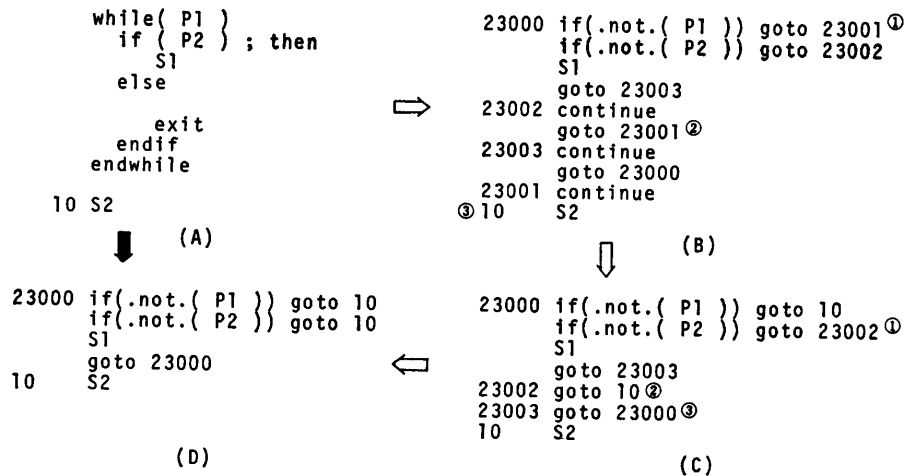 while( P1 )
if ( P2 ) ; then
S1
else
exit
endif
endwhile
10 S2
(A)
23000 if(.not.( P1 )) goto 23001①
if(.not.( P2 )) goto 23002
S1
goto 23003
23002 continue
goto 23001②
23003 continue
goto 23000
23001 continue
③10 S2
(B)
23000 if(.not.( P1 )) goto 10
if(.not.( P2 )) goto 23002①
S1
goto 23003
23002 goto 10②
23003 goto 23000③
10 S2
(C)
23000 if(.not.( P1 )) goto 10
if(.not.( P2 )) goto 10
S1
goto 23000
10 S2
(D)